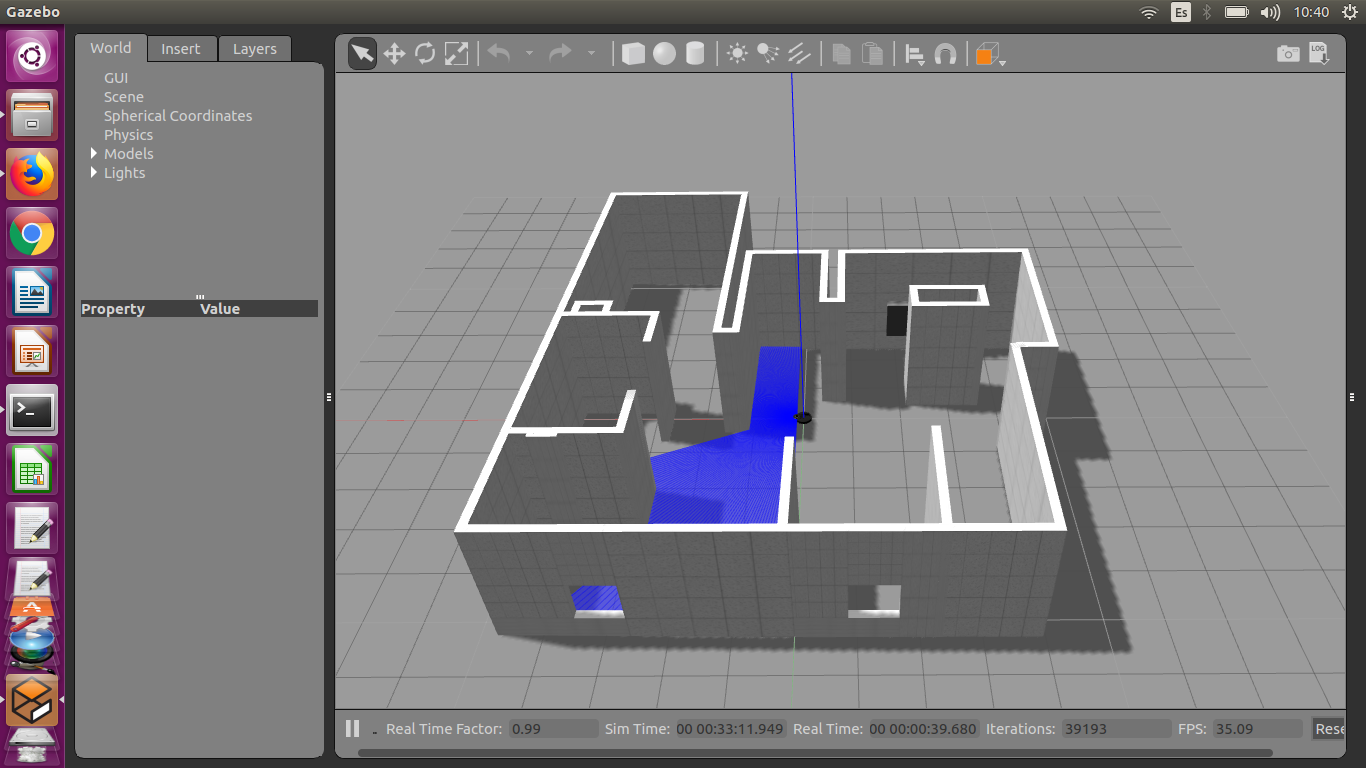 Gazebo
Es
10:40
World
Insert
Layers
LOG
GUI
Scene
Spherical Coordinates
Physics
Models
Lights
Property Value
Real Time Factor: 0.99 Sim Time: 00 00:33:11.949 Real Time: 00 00:00:39.680 Iterations: 39193 FPS: 35.09 Rese